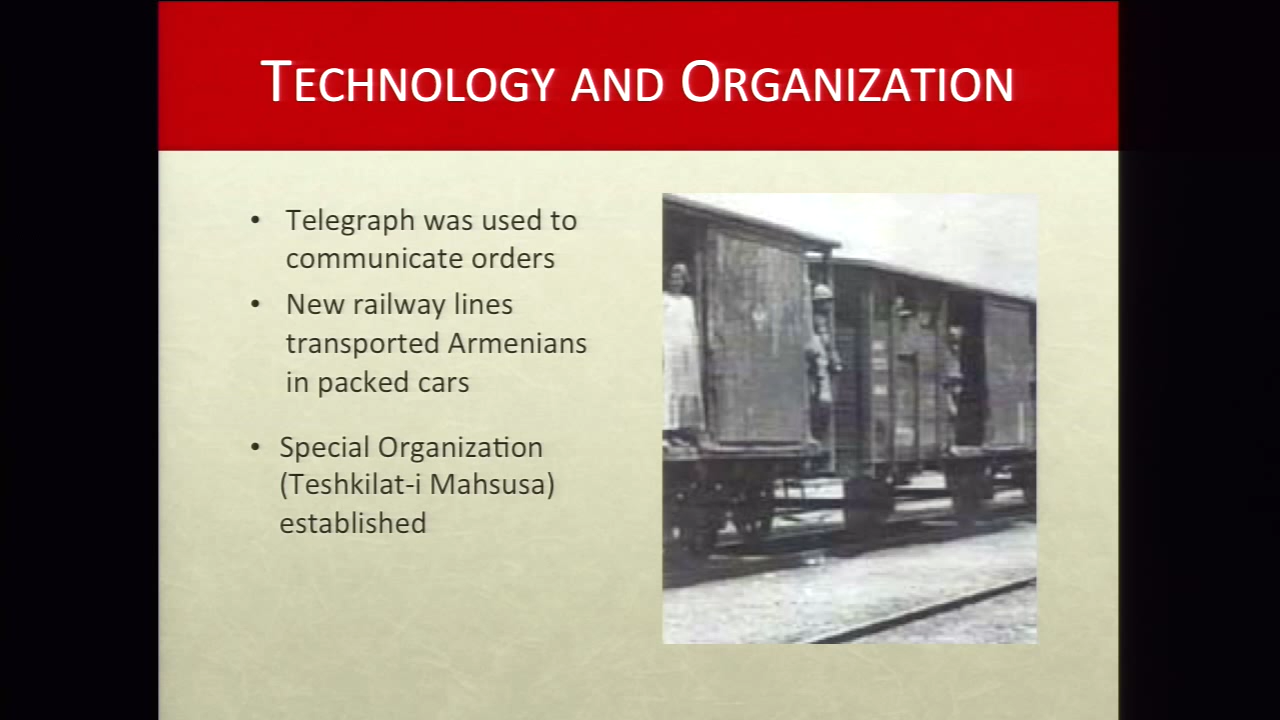 TECHNOLOGY AND ORGANIZATION
• Telegraph was used to
communicate orders
• New railway lines
transported Armenians
in packed cars
• Special Organization
(Teshkilat-i Mahsusa)
established